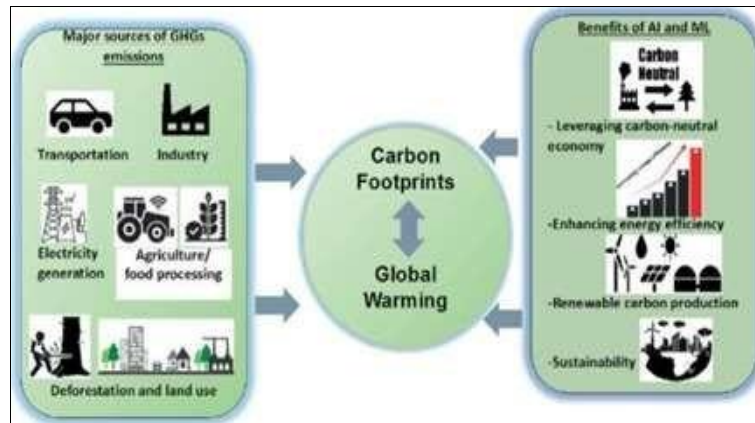 Major sources of GHGs
emissions
Transportation
Industry
Electricity
generation
Agriculture/
food processing
Deforestation and land use
Carbon
Footprints
Global
Warming
Benefits of AI and ML
Carbon
Neutral
- Leveraging carbon-neutral
economy
-Enhancing energy efficiency
-Renewable carbon production
-Sustainability